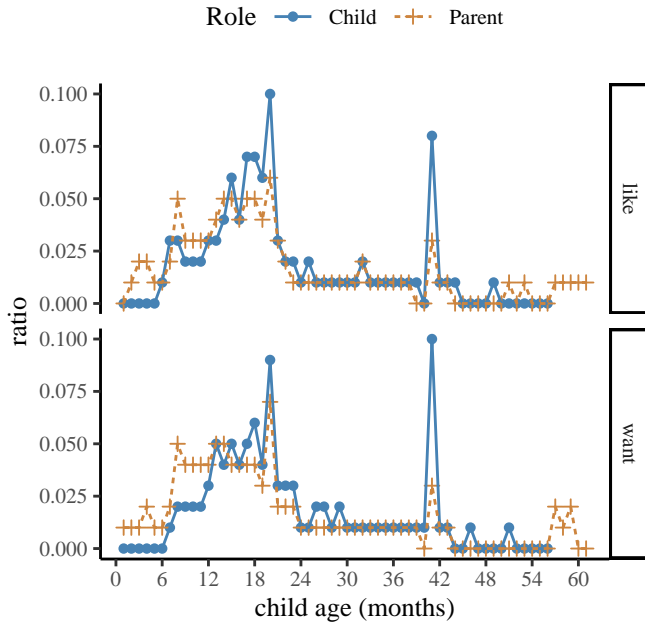 Role Child Parent
0.100
0.075
0.050
0.025
0.000
like
0.100
0.075
0.050
0.025
0.000
want
ratio
0 6 12 18 24 30 36 42 48 54 60
child age (months)